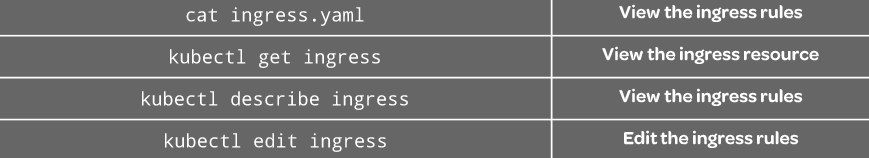 cat ingress.yaml View the ingress rules
kubectl get ingress View the ingress resource
kubectl describe ingress View the ingress rules
kubectl edit ingress Edit the ingress rules